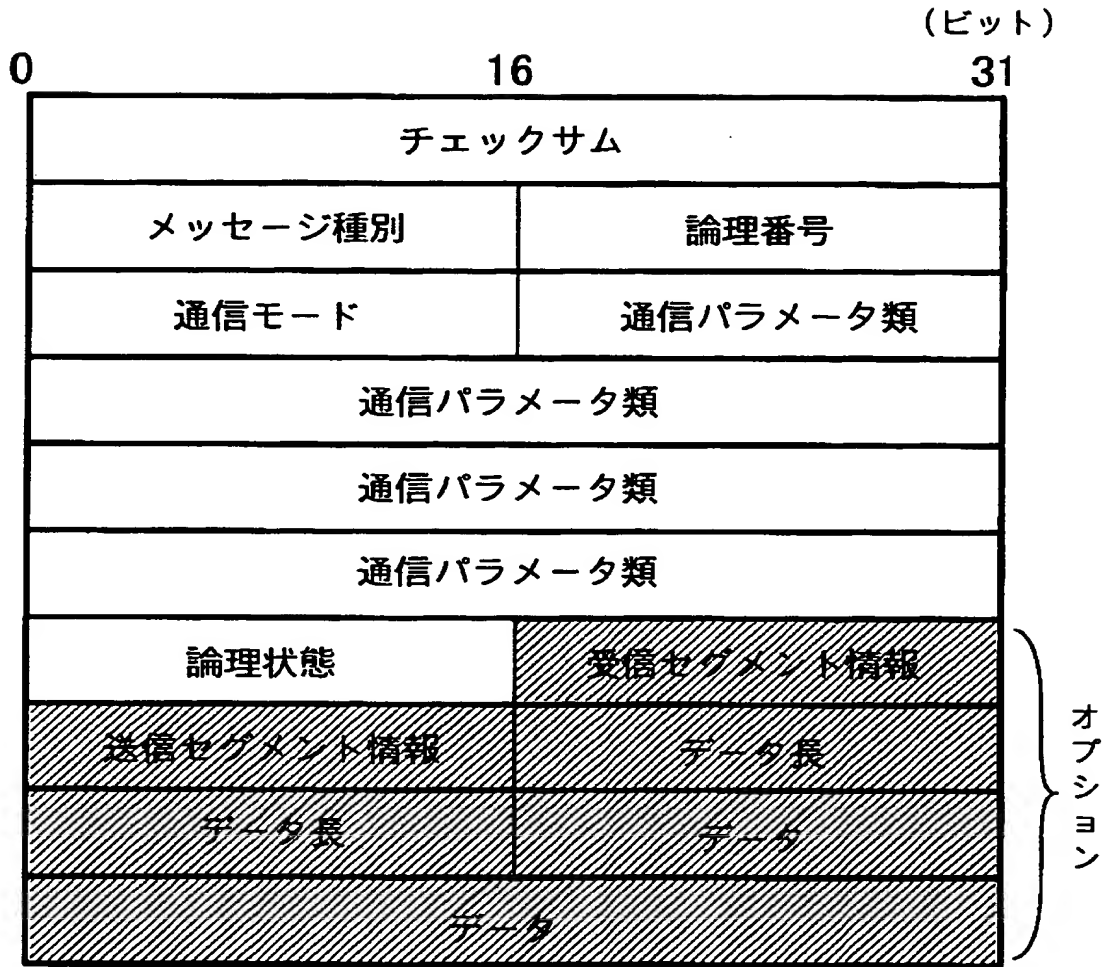 (ビット)
0 16 31
チェックサム
メッセージ種別 論理番号
通信モード 通信パラメータ類
通信パラメータ類
通信パラメータ類
通信パラメータ類
論理状態 受信セグメント情報
送信セグメント情報 データ長
データ長 データ
データ
オプション